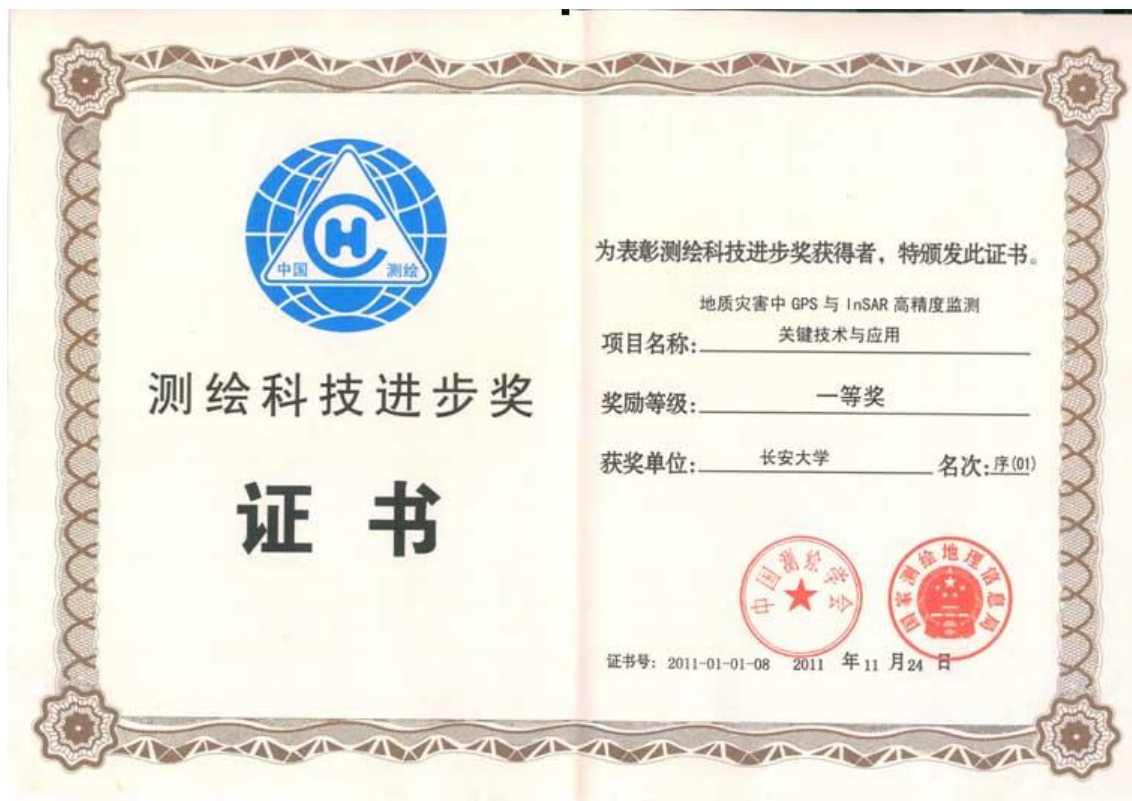 CH
中国 测绘
测绘科技进步奖
证书
为表彰测绘科技进步奖获得者，特颁发此证书。
地质灾害中 GPS 与 InSAR 高精度监测
项目名称: 关键技术与应用
奖励等级: 一等奖
获奖单位: 长安大学 名次: 序(01)
中国测绘学会
国家测绘地理信息局
证书号: 2011-01-01-08 2011 年 11 月 24 日